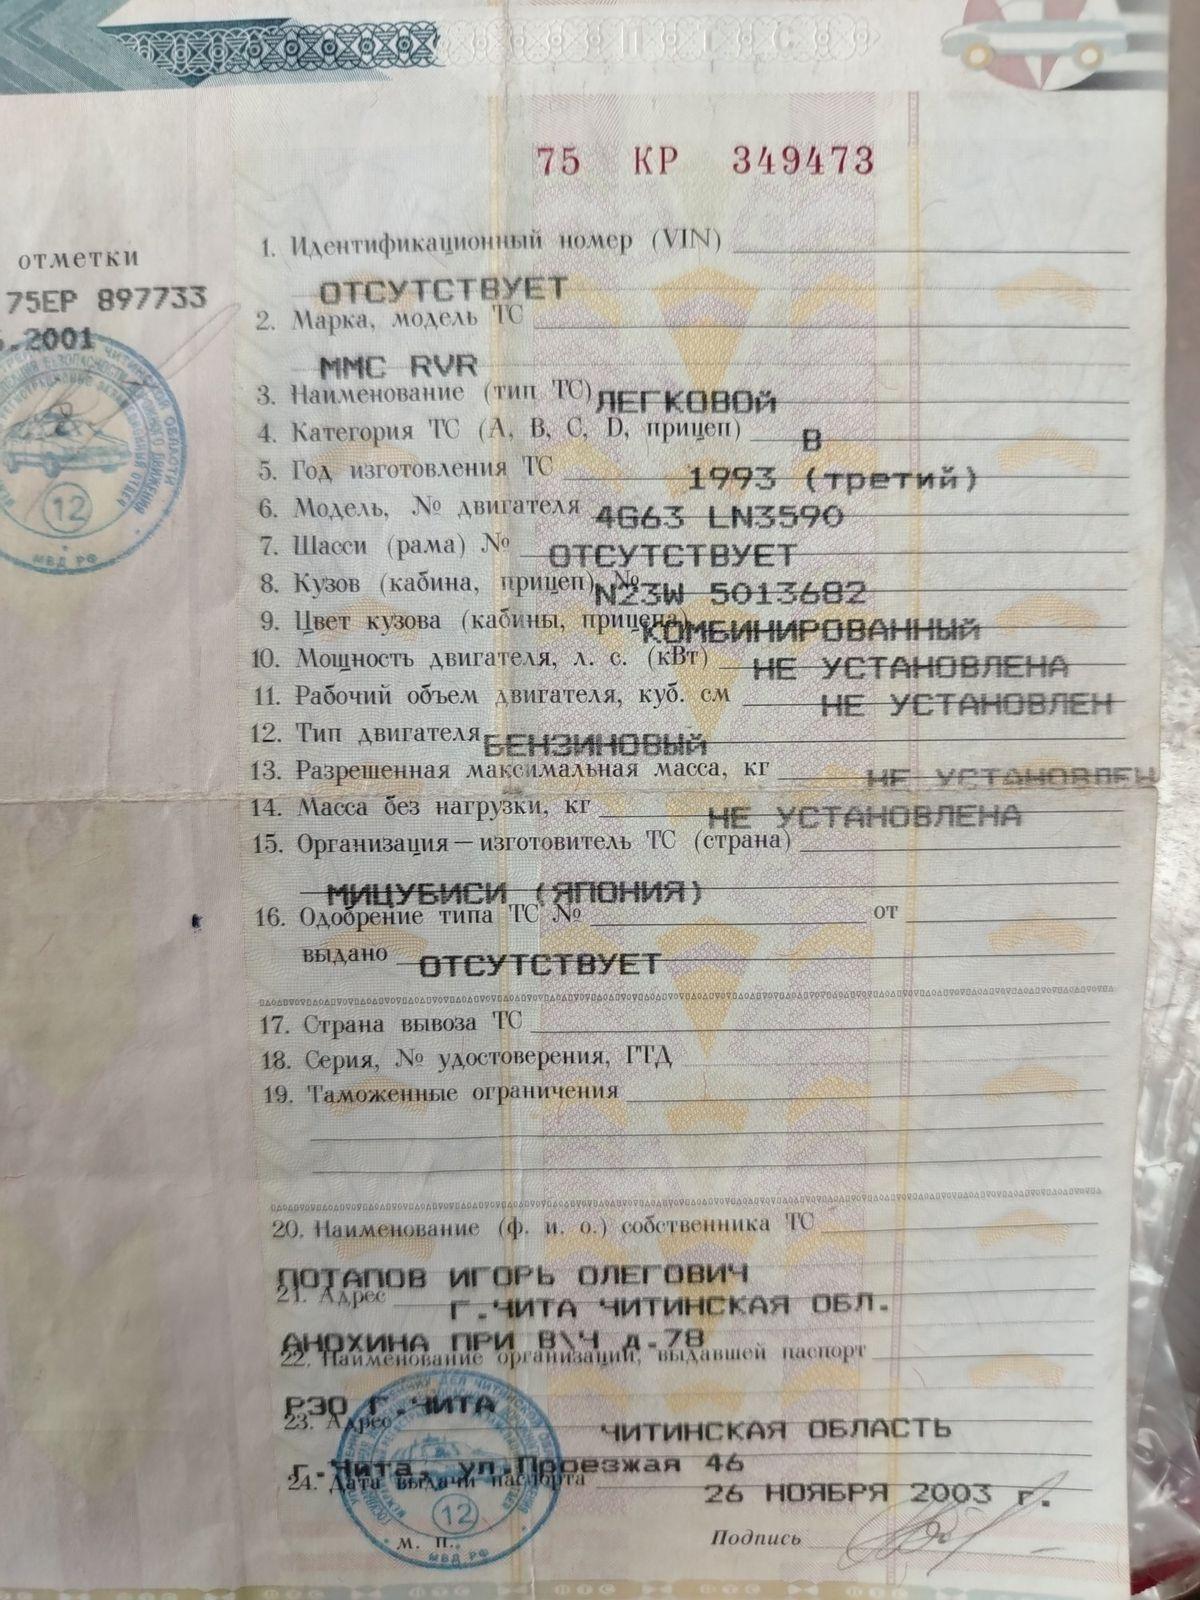 75 КР 349473
отметки
75ЕР 897733
.2001
1. Идентификационный номер (VIN)
ОТСУТСТВУЕТ
2. Марка, модель ТС
ММС RVR
3. Наименование (тип ТС) ЛЕГКОВОЙ
4. Категория ТС (А, В, С, D, прицеп) В
5. Год изготовления ТС 1993 (третий)
6. Модель, № двигателя 4G63 LN3590
7. Шасси (рама) № ОТСУТСТВУЕТ
8. Кузов (кабина, прицеп) № N23W 5013682
9. Цвет кузова (кабины, прицепа) КОМБИНИРОВАННЫЙ
10. Мощность двигателя, л. с. (кВт) НЕ УСТАНОВЛЕНА
11. Рабочий объем двигателя, куб. см НЕ УСТАНОВЛЕН
12. Тип двигателя БЕНЗИНОВЫЙ
13. Разрешенная максимальная масса, кг НЕ УСТАНОВЛЕН
14. Масса без нагрузки, кг НЕ УСТАНОВЛЕНА
15. Организация—изготовитель ТС (страна)
МИЦУБИСИ (ЯПОНИЯ)
16. Одобрение типа ТС № от
выдано ОТСУТСТВУЕТ
17. Страна вывоза ТС
18. Серия, № удостоверения, ГТД
19. Таможенные ограничения
20. Наименование (ф. и. о.) собственника ТС
ПОТАПОВ ИГОРЬ ОЛЕГОВИЧ
21. Адрес Г.ЧИТА ЧИТИНСКАЯ ОБЛ.
АНОХИНА ПРИ В\Ч д.78
22. Наименование организации, выдавшей паспорт
РЭО Г.ЧИТА
23. Адрес ЧИТИНСКАЯ ОБЛАСТЬ
г.Чита, ул.Проезжая 46
24. Дата выдачи паспорта 26 НОЯБРЯ 2003 г.
Подпись
М. П.
12
МВД РФ
12
МВД РФ